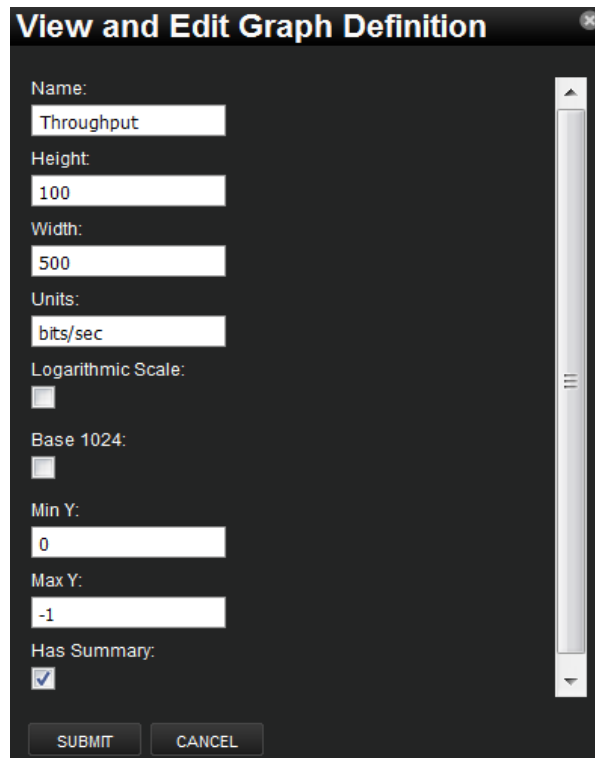 View and Edit Graph Definition
Name:
Throughput
Height:
100
Width:
500
Units:
bits/sec
Logarithmic Scale:
Base 1024:
Min Y:
0
Max Y:
-1
Has Summary:
SUBMIT CANCEL